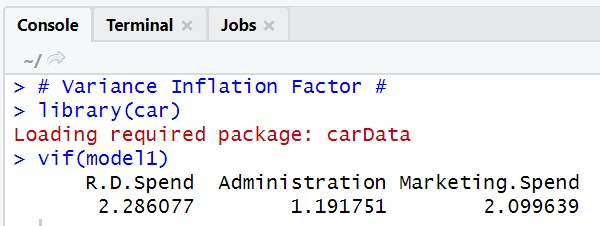 Console Terminal × Jobs ×
~/
> # Variance Inflation Factor #
> library(car)
Loading required package: carData
> vif(model1)
R.D.Spend Administration Marketing.Spend
2.286077 1.191751 2.099639